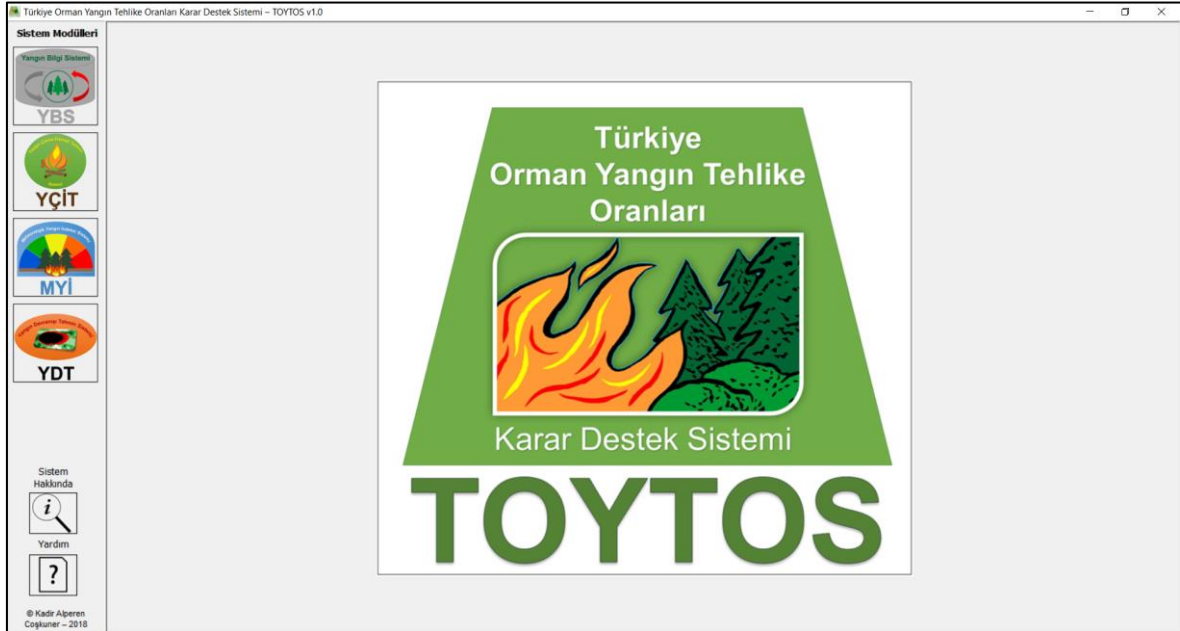 Türkiye Orman Yangın Tehlike Oranları Karar Destek Sistemi – TOYTOS v1.0
Sistem Modülleri
Yangın Bilgi Sistemi
YBS
YÇİT
MYİ
YDT
Sistem
Hakkında
i
Yardım
?
© Kadir Alperen
Coşkuner – 2018
Türkiye
Orman Yangın Tehlike
Oranları
Karar Destek Sistemi
TOYTOS